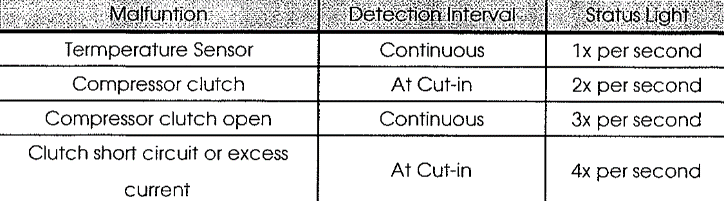 Malfuntion Detection Interval Status Light
Termperature Sensor Continuous 1x per second
Compressor clutch At Cut-in 2x per second
Compressor clutch open Continuous 3x per second
Clutch short circuit or excess
current At Cut-in 4x per second